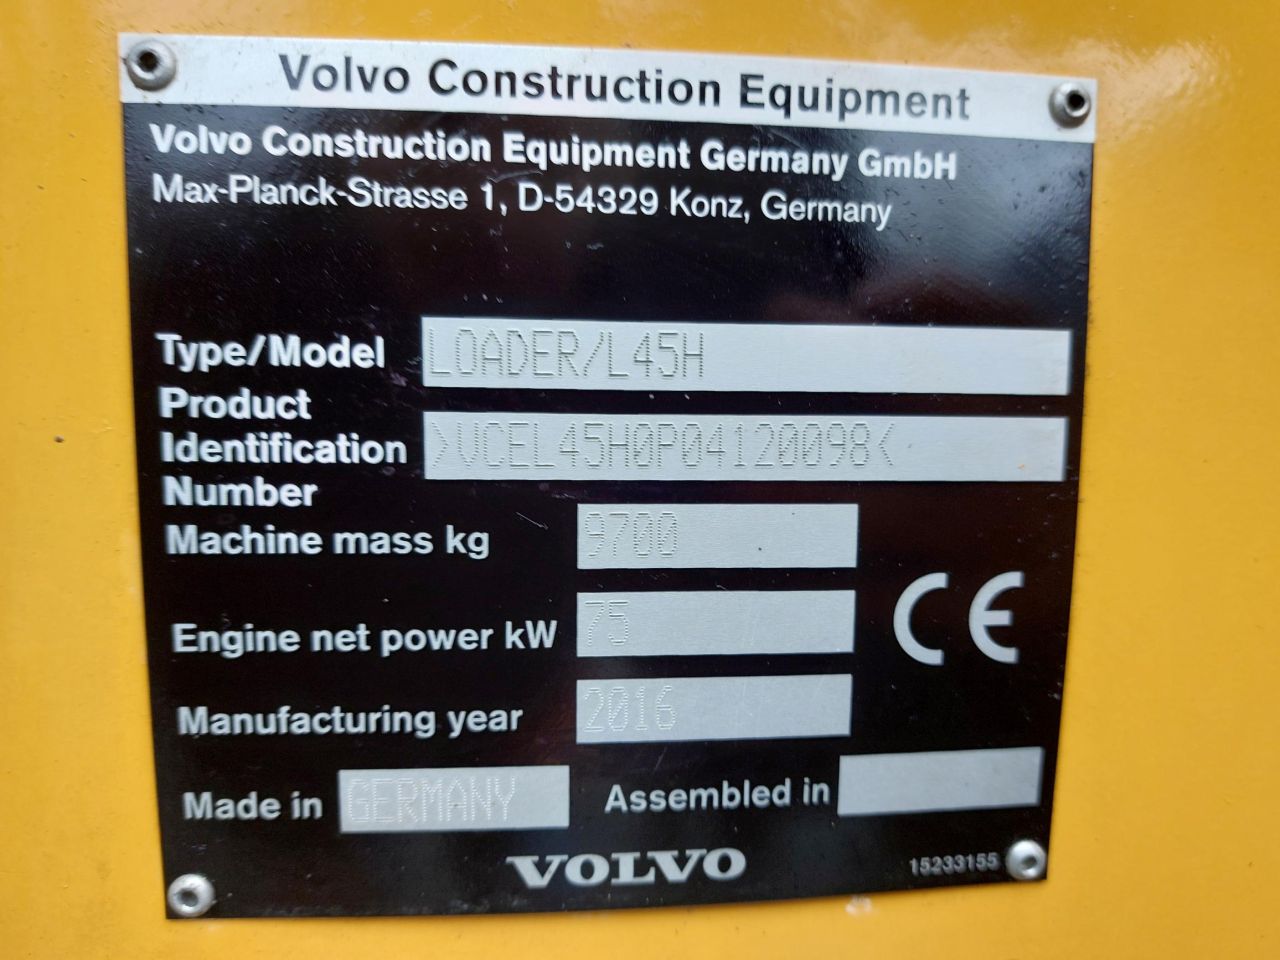 Volvo Construction Equipment
Volvo Construction Equipment Germany GmbH
Max-Planck-Strasse 1, D-54329 Konz, Germany
Type/Model LOADER/L45H
Product
Identification >VCEL45H0P04120098<
Number
Machine mass kg 9700
Engine net power kW 75
CE
Manufacturing year 2016
Made in GERMANY Assembled in
VOLVO 15233155